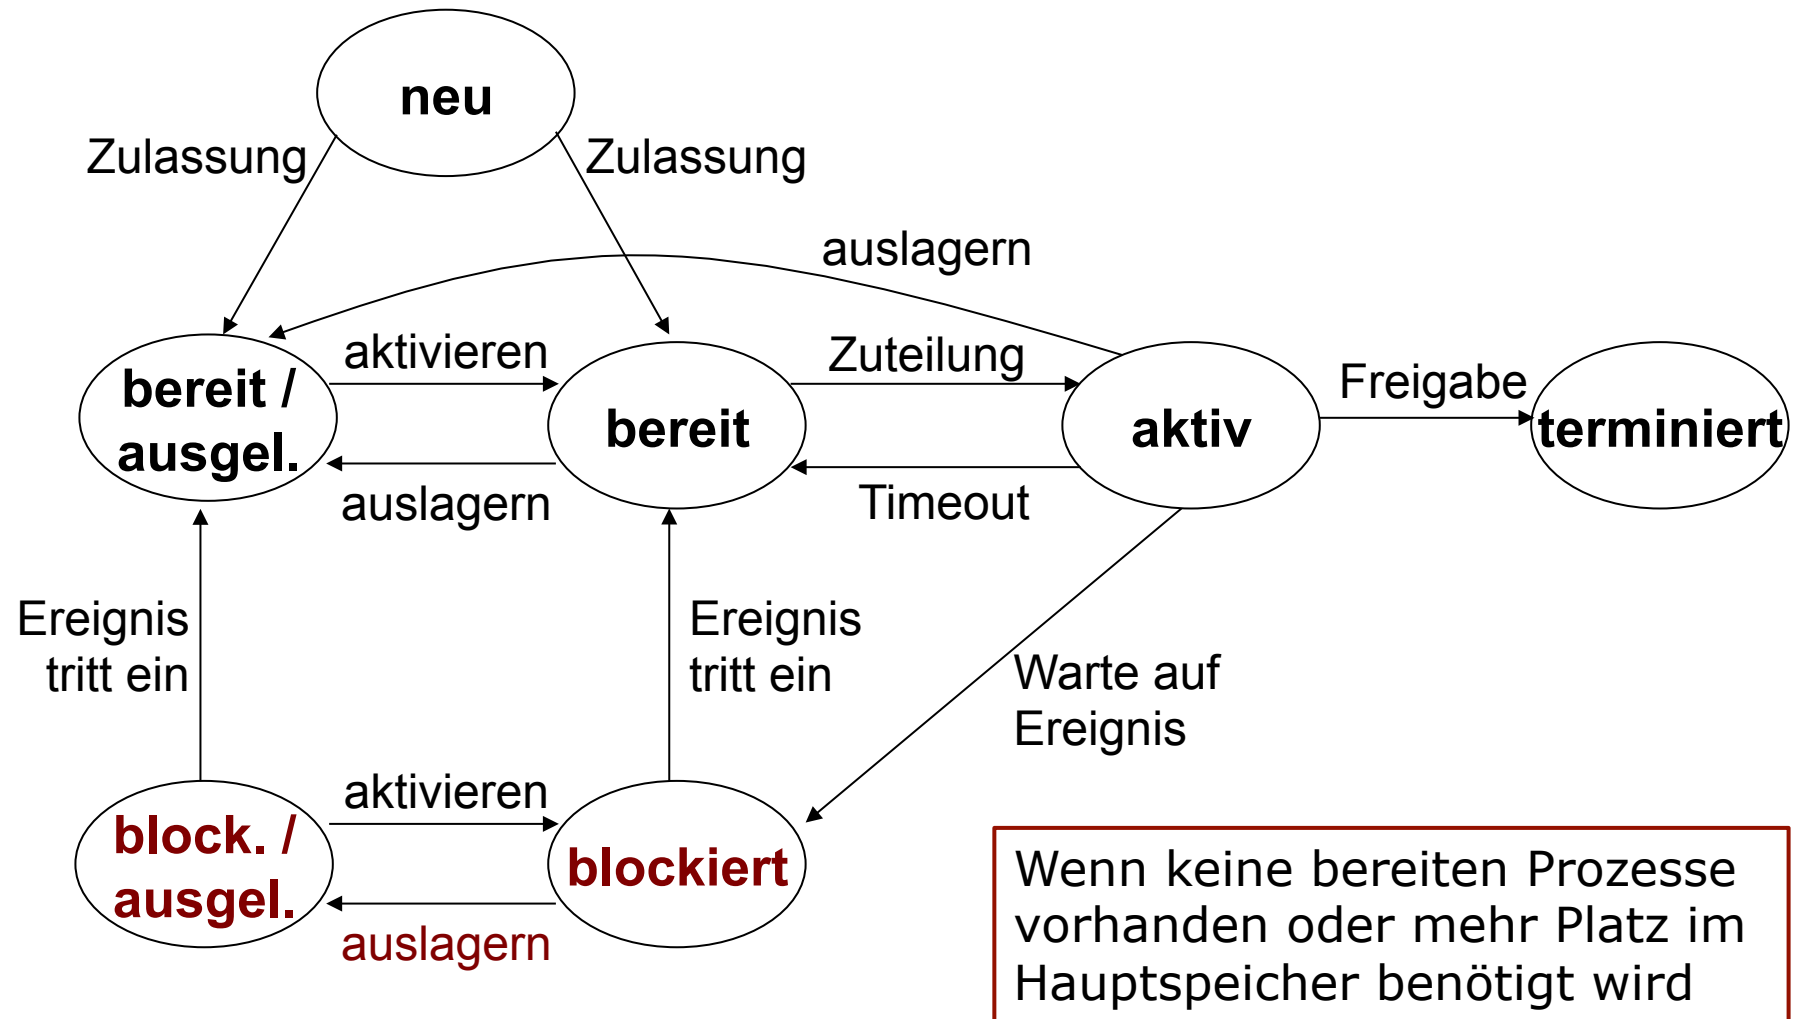 neu
Zulassung
Zulassung
auslagern
aktivieren
Zuteilung
Freigabe
bereit /
ausgel.
bereit
aktiv
terminiert
auslagern
Timeout
Ereignis
tritt ein
Ereignis
tritt ein
Warte auf
Ereignis
aktivieren
block. /
ausgel.
blockiert
auslagern
Wenn keine bereiten Prozesse
vorhanden oder mehr Platz im
Hauptspeicher benötigt wird